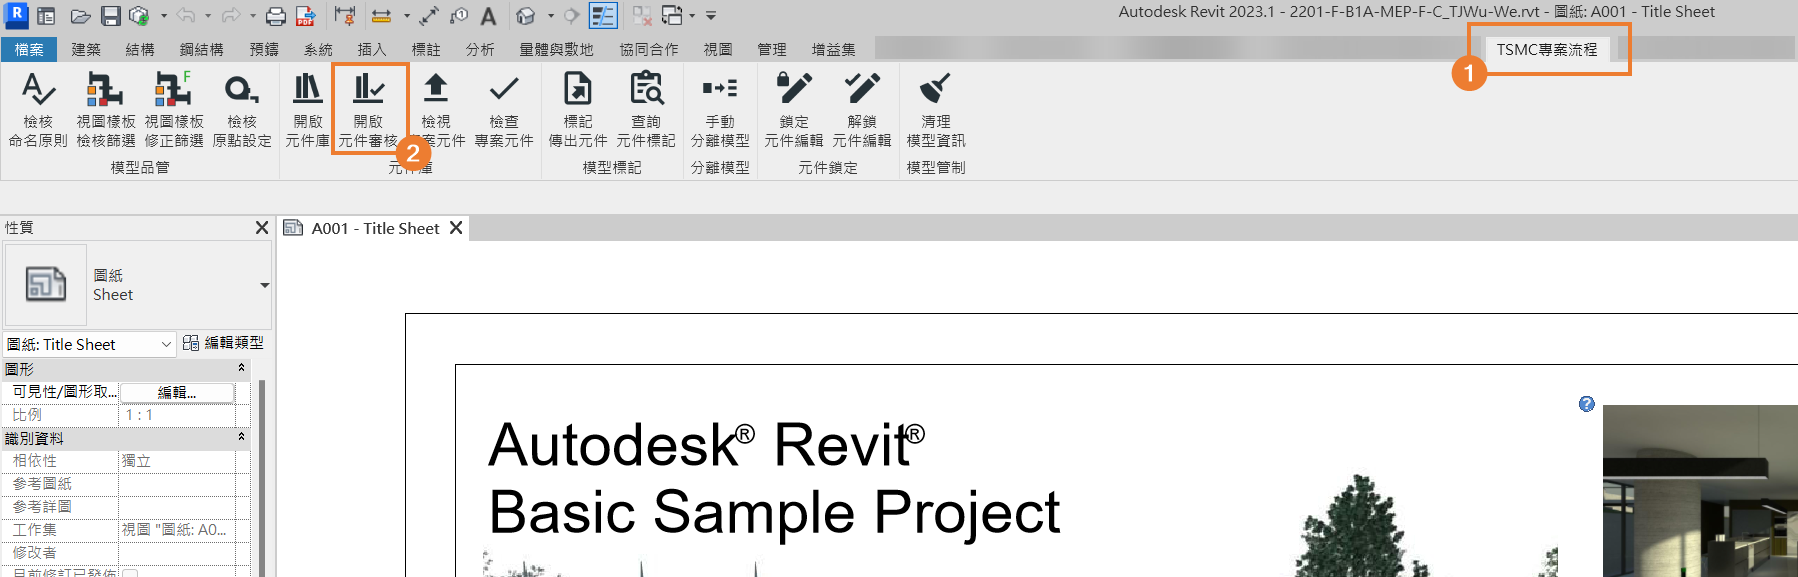 Autodesk Revit 2023.1 - 2201-F-B1A-MEP-F-C_TJWu-We.rvt - 圖紙: A001 - Title Sheet
檔案 建築 結構 鋼結構 預鑄 系統 插入 標註 分析 量體與敷地 協同合作 視圖 管理 增益集 TSMC專案流程
1
檢核 視圖樣板 視圖樣板 檢核 開啟 開啟 檢視 檢查 標記 查詢 手動 鎖定 解鎖 清理
命名原則 檢核篩選 修正篩選 原點設定 元件庫 元件審核 案元件 專案元件 傳出元件 元件標記 分離模型 元件編輯 元件編輯 模型資訊
2
模型品管 元件庫 模型標記 分離模型 元件鎖定 模型管制
性質
A001 - Title Sheet
圖紙
Sheet
圖紙: Title Sheet 編輯類型
圖形
可見性/圖形取... 編輯...
比例 1 : 1
識別資料
相依性 獨立
參考圖紙
參考詳圖
工作集 視圖 "圖紙: A0...
修改者
目前修訂已發佈
Autodesk® Revit®
Basic Sample Project